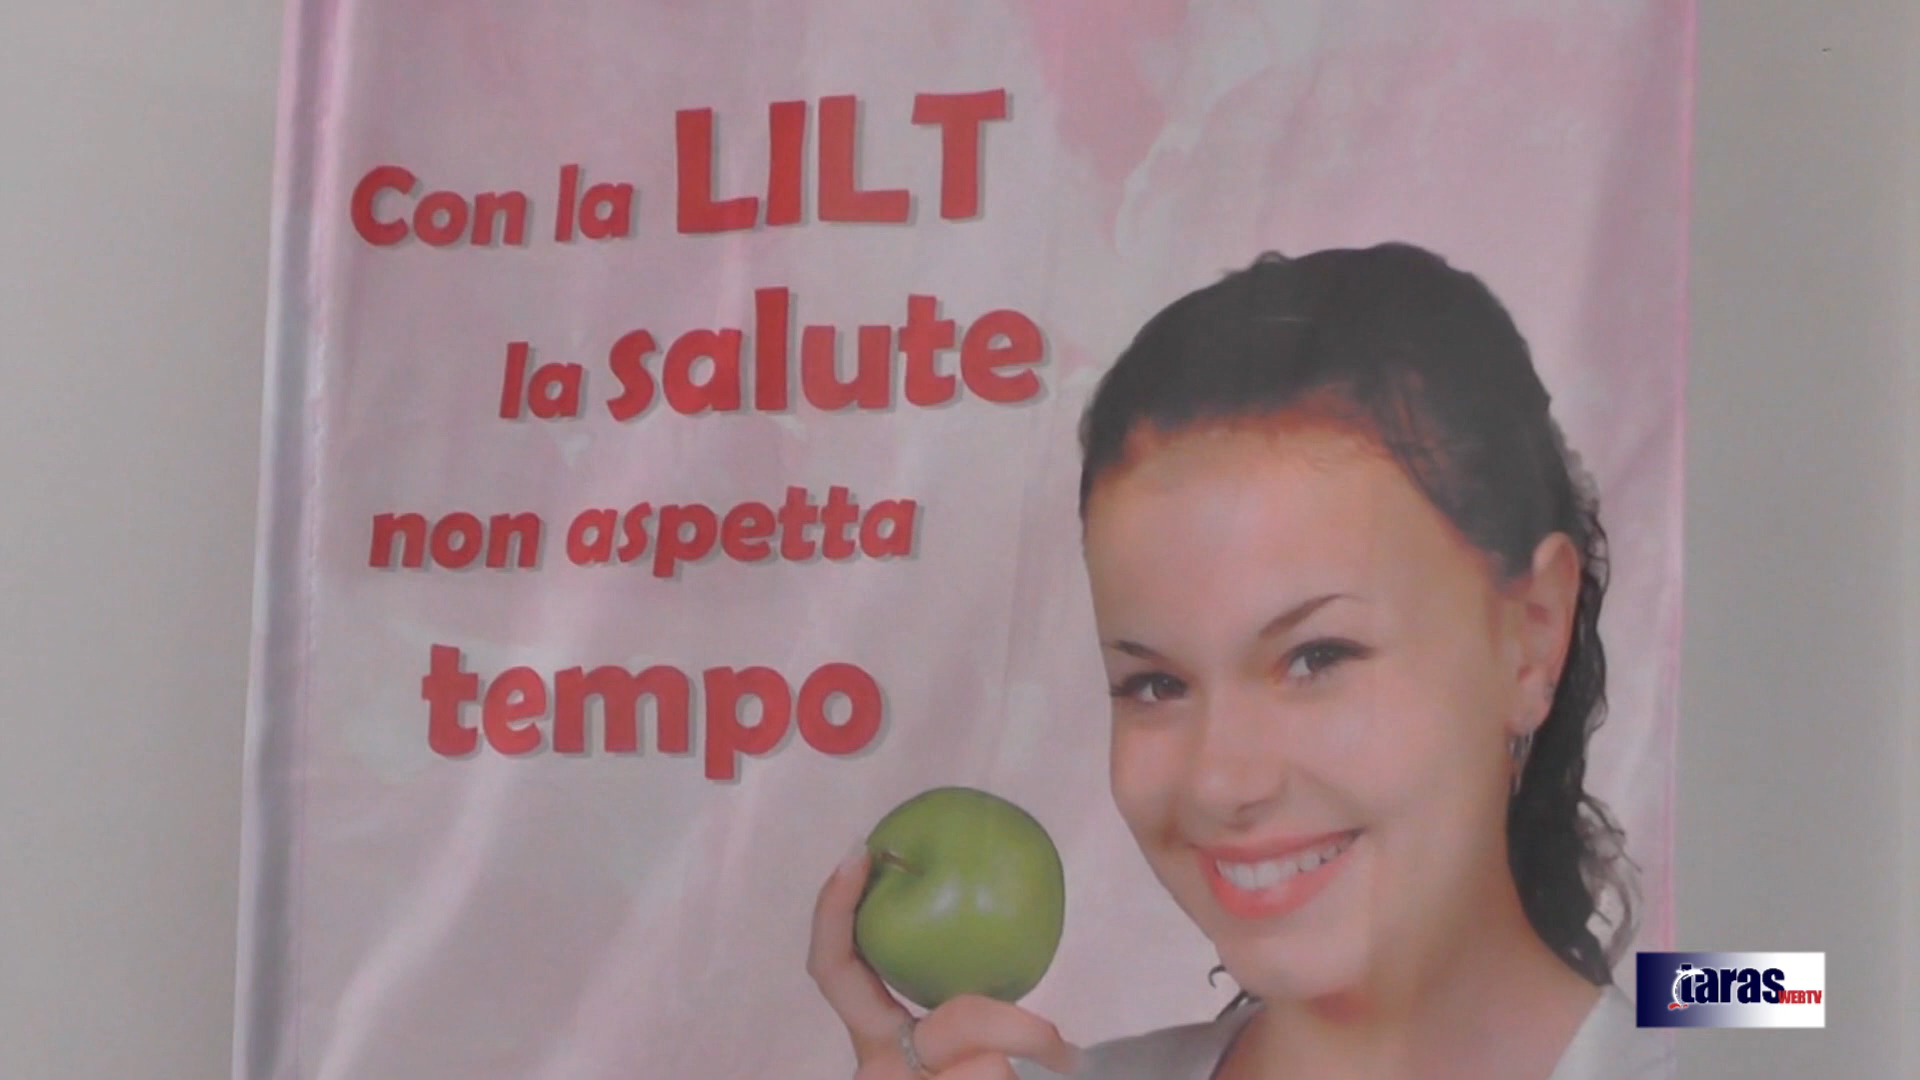 Con la LILT
la salute
non aspetta
tempo
taras WEBTV